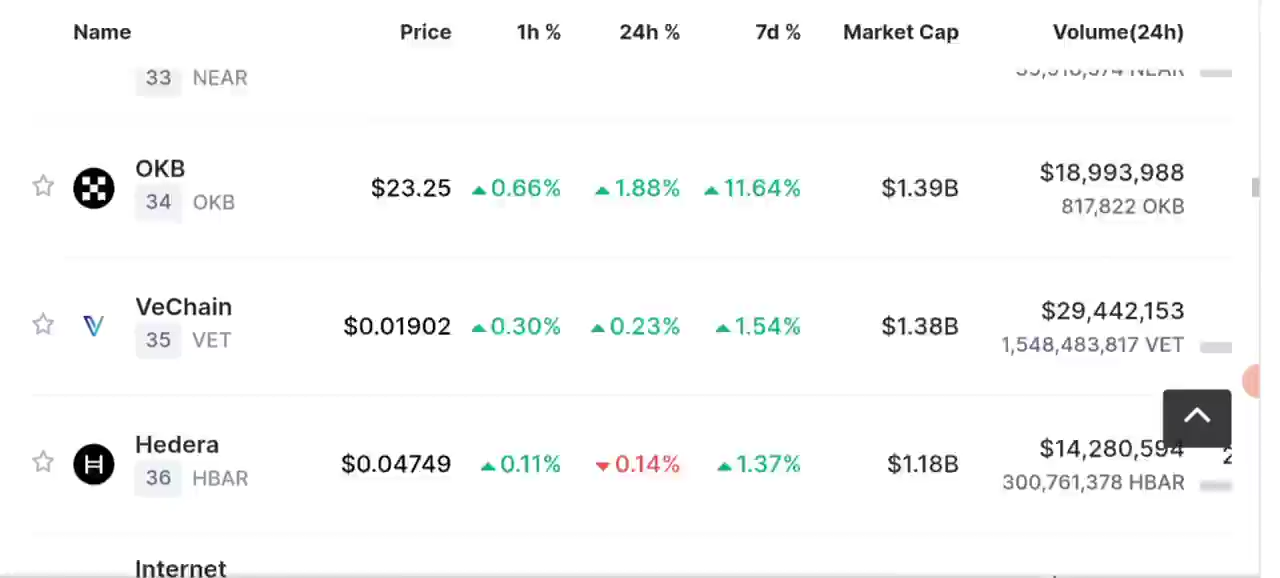 Name Price 1h % 24h % 7d % Market Cap Volume(24h)
33 NEAR
OKB
34 OKB $23.25 0.66% 1.88% 11.64% $1.39B $18,993,988
817,822 OKB
VeChain
35 VET $0.01902 0.30% 0.23% 1.54% $1.38B $29,442,153
1,548,483,817 VET
Hedera
36 HBAR $0.04749 0.11% 0.14% 1.37% $1.18B $14,280,594
300,761,378 HBAR
Internet